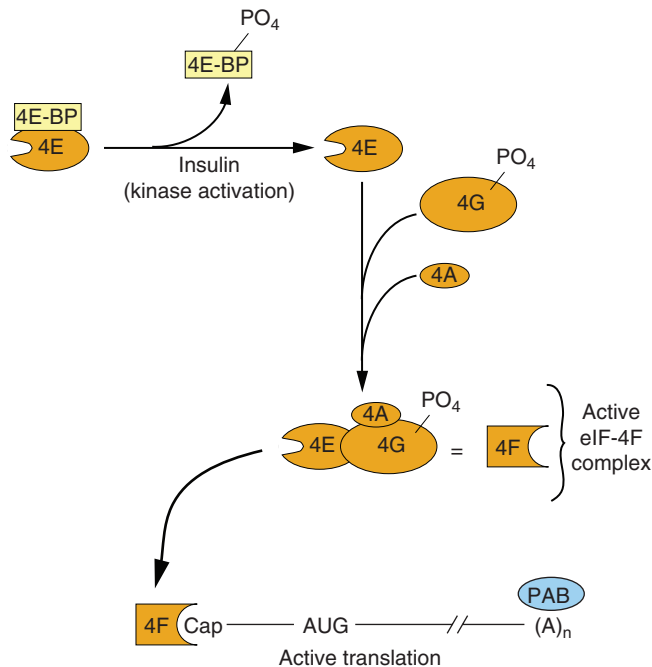 PO4
4E-BP
4E-BP
4E
4E
Insulin
(kinase activation)
PO4
4G
4A
4A
PO4
4E
4G
=
4F
Active
eIF-4F
complex
PAB
4F
Cap
AUG
(A)n
Active translation